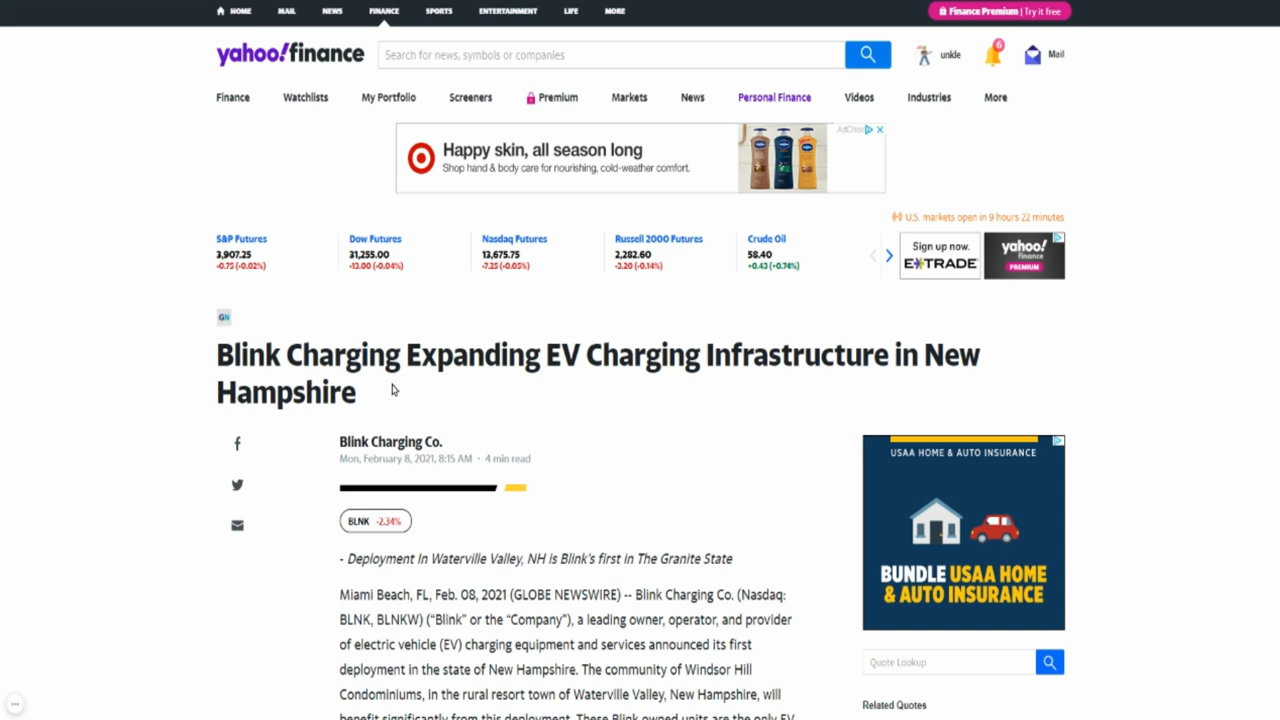 HOME MAIL NEWS FINANCE SPORTS ENTERTAINMENT LIFE MORE
Finance Premium | Try it free
yahoo!finance
Search for news, symbols or companies
6
unkle
Mail
Finance Watchlists My Portfolio Screeners Premium Markets News Personal Finance Videos Industries More
Happy skin, all season long
Shop hand & body care for nourishing, cold-weather comfort.
AdChoic
U.S. markets open in 9 hours 22 minutes
S&P Futures
3,907.25
-0.75 (-0.02%)
Dow Futures
31,255.00
-13.00 (-0.04%)
Nasdaq Futures
13,675.75
-7.25 (-0.05%)
Russell 2000 Futures
2,282.60
-3.20 (-0.14%)
Crude Oil
58.40
+0.43 (+0.74%)
Sign up now.
E*TRADE
yahoo!
finance
PREMIUM
GN
Blink Charging Expanding EV Charging Infrastructure in New
Hampshire
Blink Charging Co.
Mon, February 8, 2021, 8:15 AM · 4 min read
BLNK -2.34%
- Deployment In Waterville Valley, NH is Blink's first in The Granite State
Miami Beach, FL, Feb. 08, 2021 (GLOBE NEWSWIRE) -- Blink Charging Co. (Nasdaq:
BLNK, BLNKW) ("Blink" or the "Company"), a leading owner, operator, and provider
of electric vehicle (EV) charging equipment and services announced its first
deployment in the state of New Hampshire. The community of Windsor Hill
Condominiums, in the rural resort town of Waterville Valley, New Hampshire, will
benefit significantly from this deployment. These Blink owned units are the only EV
USAA HOME & AUTO INSURANCE
BUNDLE USAA HOME
& AUTO INSURANCE
Quote Lookup
Related Quotes